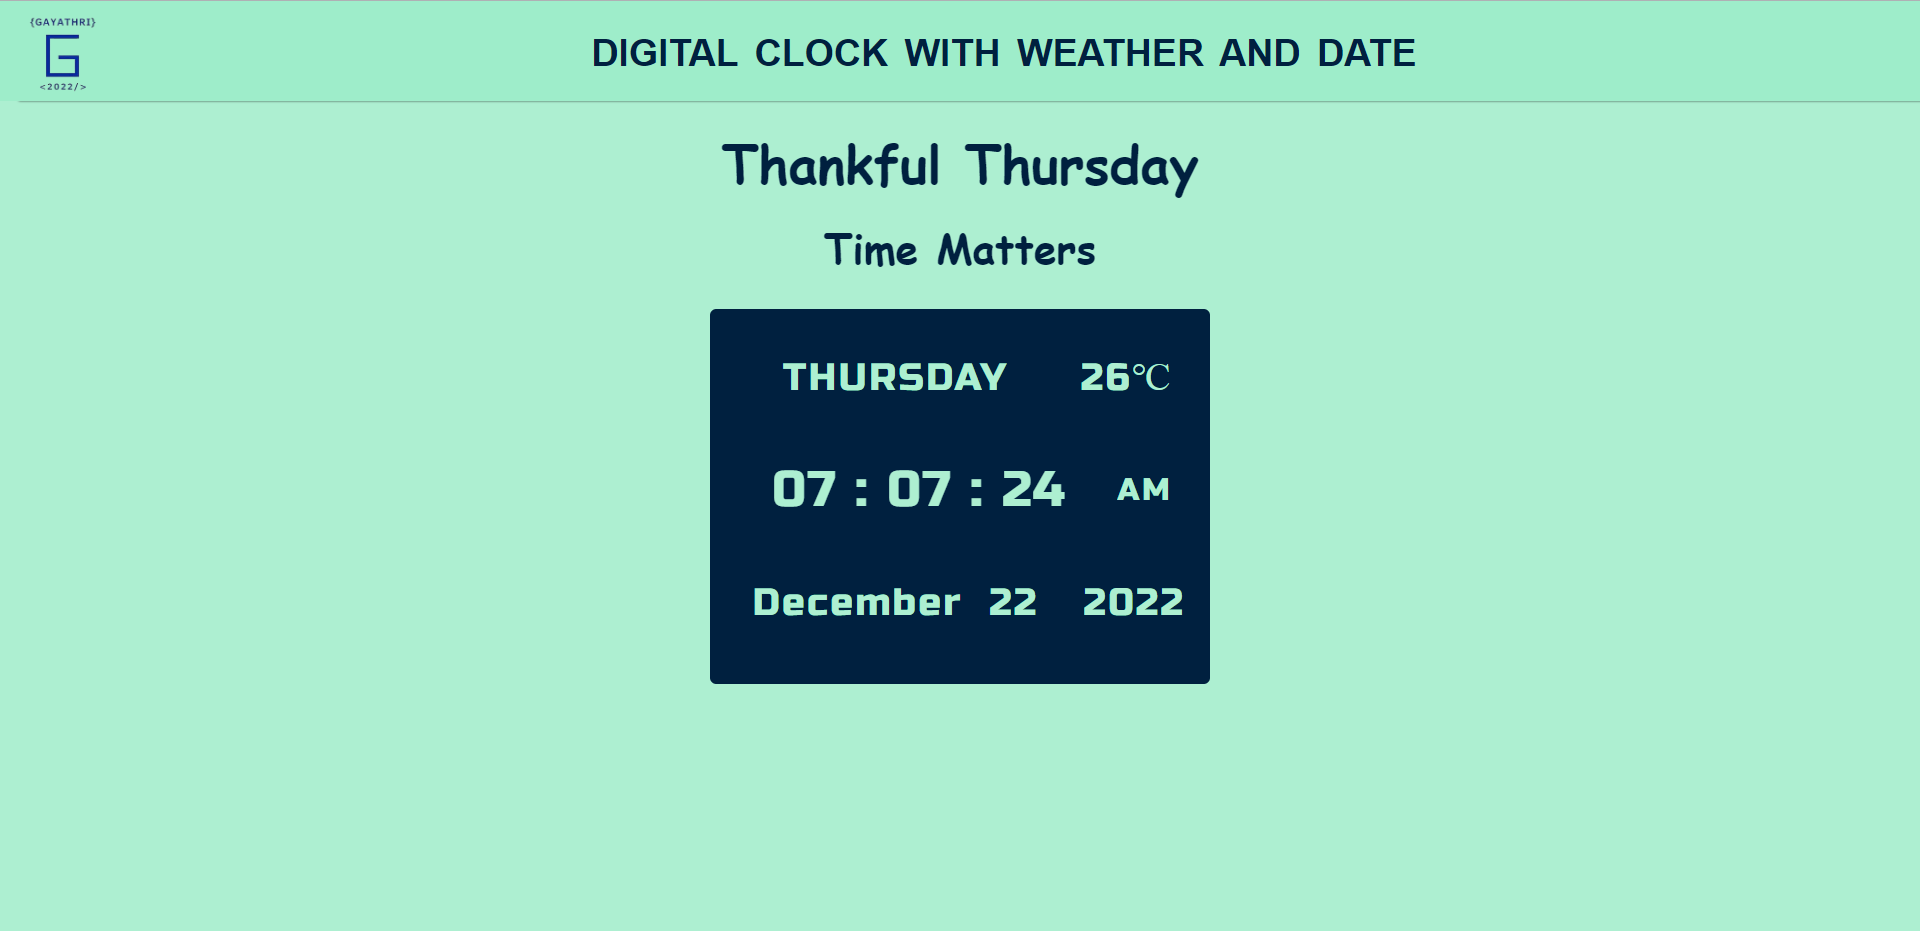 {GAYATHRI}
G
<2022/>
DIGITAL CLOCK WITH WEATHER AND DATE
Thankful Thursday
Time Matters
THURSDAY 26℃
07 : 07 : 24 AM
December 22 2022